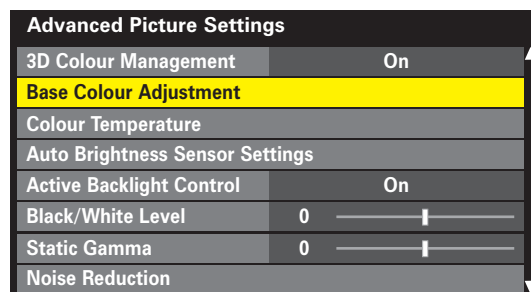 Advanced Picture Settings
3D Colour Management On
Base Colour Adjustment
Colour Temperature
Auto Brightness Sensor Settings
Active Backlight Control On
Black/White Level 0
Static Gamma 0
Noise Reduction